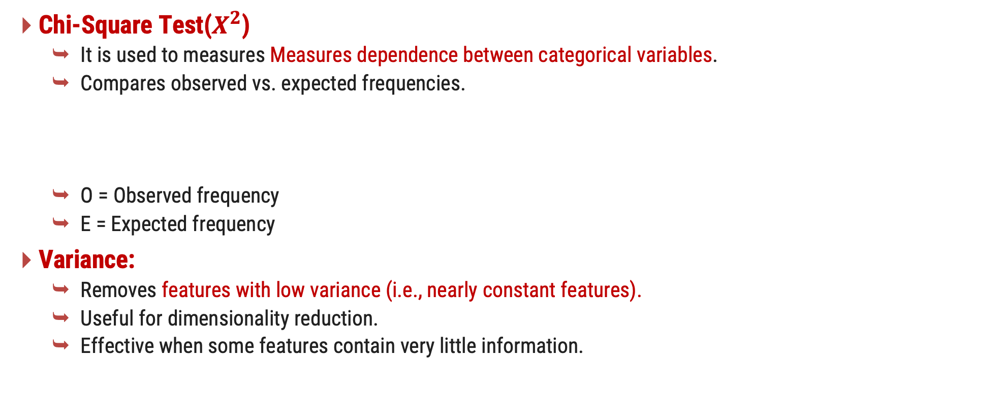 Chi-Square Test(X²)
It is used to measures Measures dependence between categorical variables.
Compares observed vs. expected frequencies.
O = Observed frequency
E = Expected frequency
Variance:
Removes features with low variance (i.e., nearly constant features).
Useful for dimensionality reduction.
Effective when some features contain very little information.